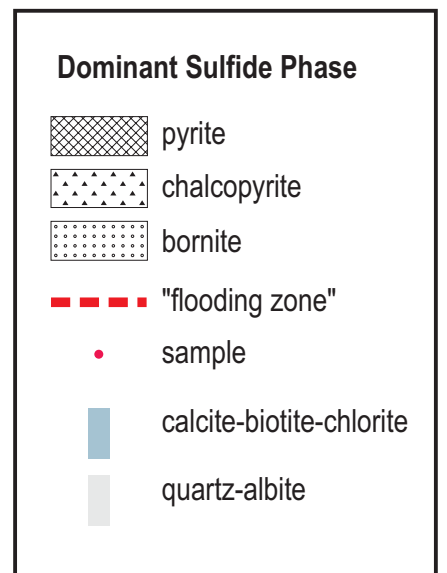 Dominant Sulfide Phase
pyrite
chalcopyrite
bornite
"flooding zone"
sample
calcite-biotite-chlorite
quartz-albite